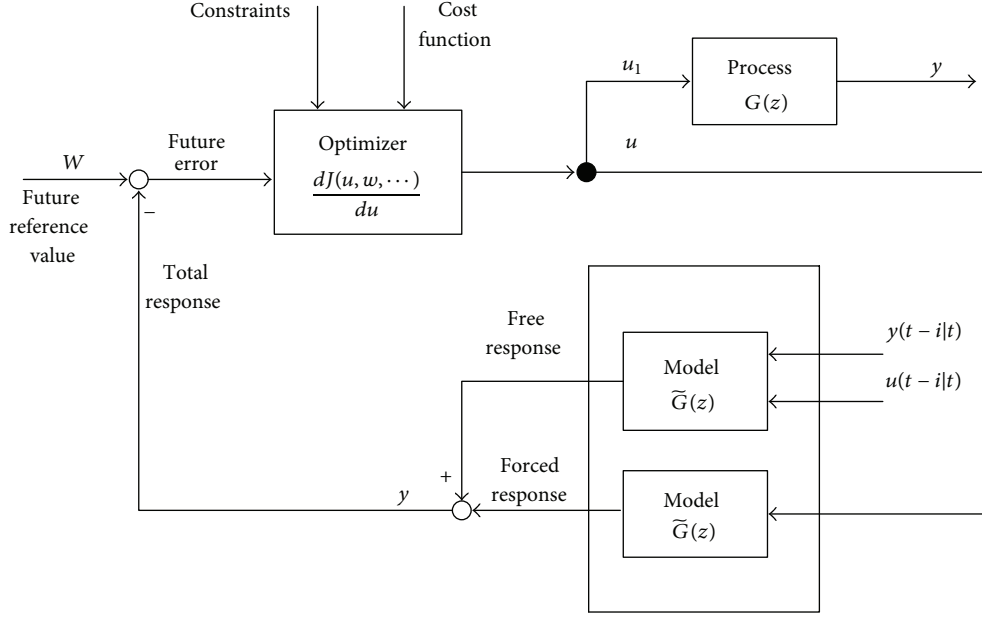 Constraints
Cost
function
u₁
Process
G(z)
y
W
Future
error
Optimizer
dJ(u, w, ⋯)
du
u
Future
reference
value
−
Total
response
Free
response
Model
G̃(z)
y(t − i|t)
u(t − i|t)
+
Forced
response
y
Model
G̃(z)